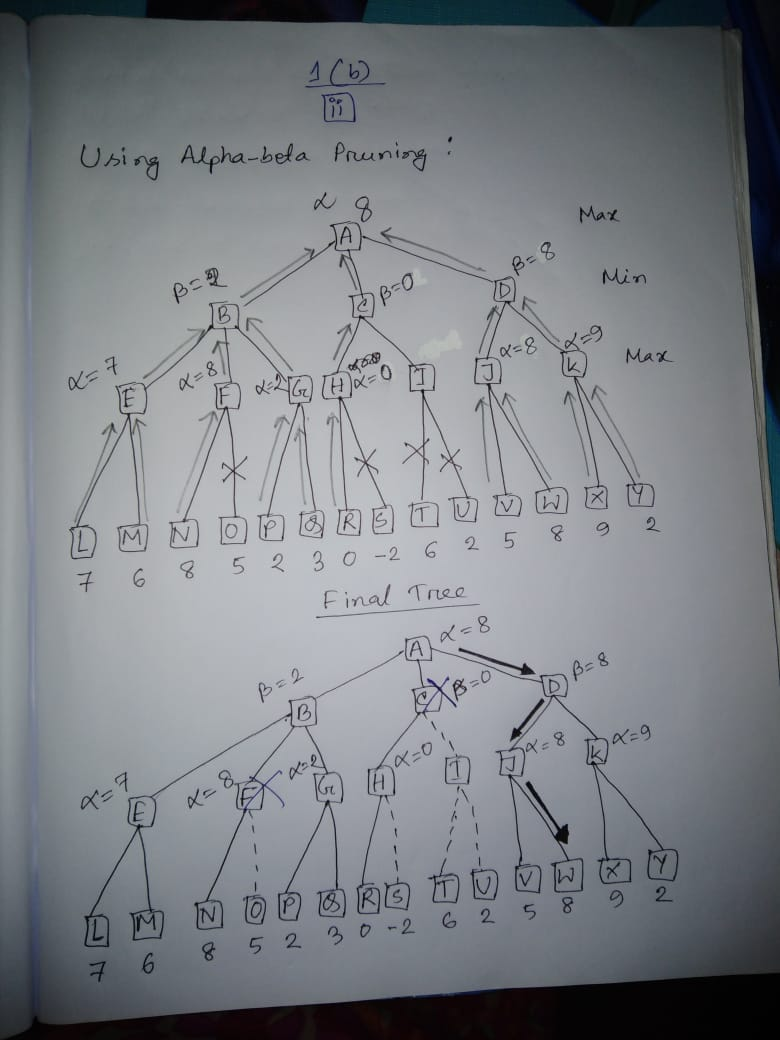 1 (b)
ii
Using Alpha-beta Pruning :
α 8
Max
A
β=8
Min
β=2
β=0
D
B
C
α=7
α=8
α=2
α=0
α=8
α=9
Max
E F G H I J K
L M N O P Q R S T U V W X Y
7 6 8 5 2 3 0 -2 6 2 5 8 9 2
Final Tree
A α=8
β=2
β=0
β=8
B C D
α=7 α=8 α=2 α=0 α=8 α=9
E F G H I J K
L M N O P Q R S T U V W X Y
7 6 8 5 2 3 0 -2 6 2 5 8 9 2